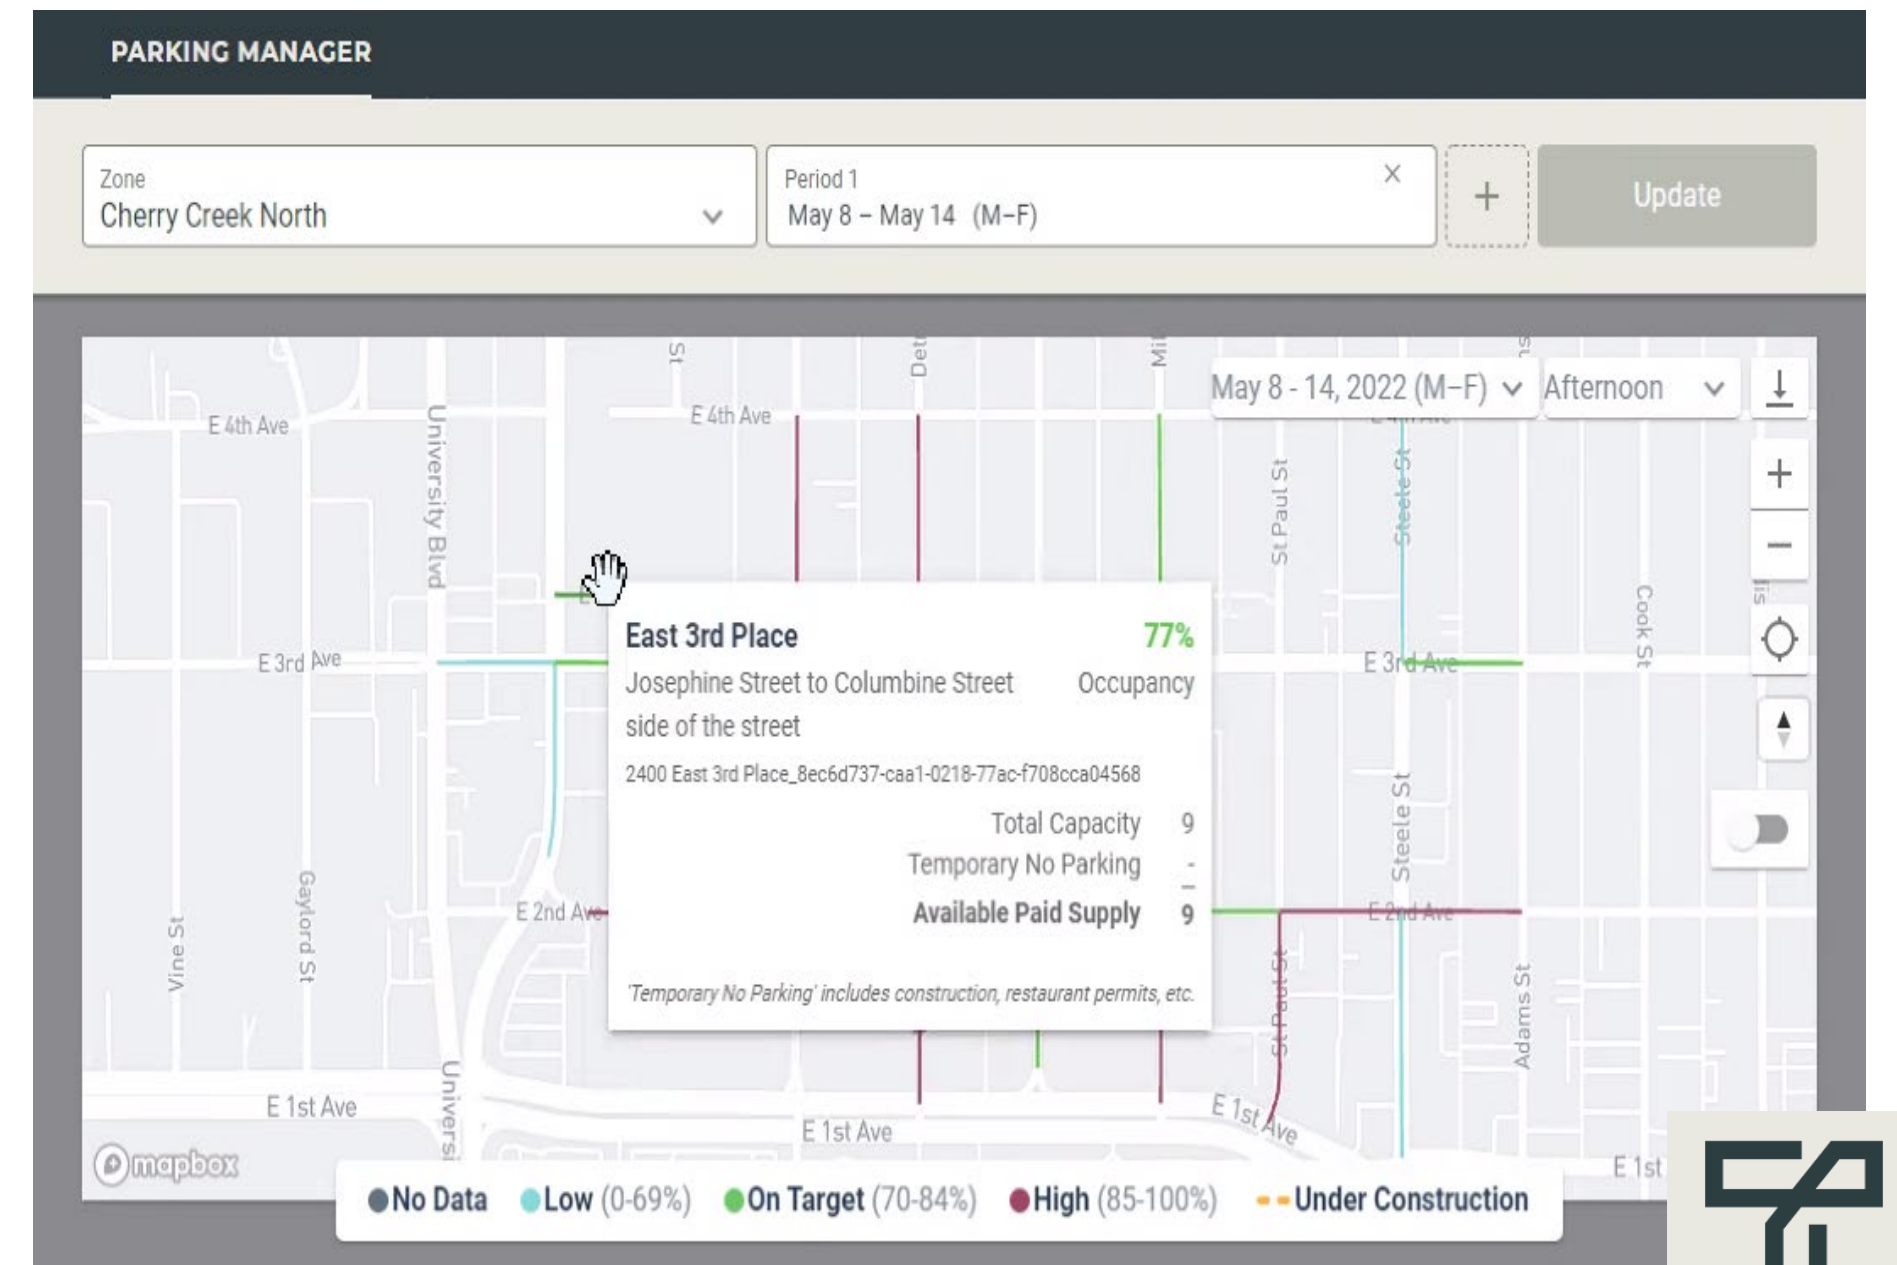 PARKING MANAGER
Zone
Cherry Creek North
Period 1
May 8 – May 14 (M–F)
Update
St
Detr
Mil
ns
May 8 - 14, 2022 (M–F)
Afternoon
E 4th Ave
E 4th Ave
University Blvd
St Paul St
Steele St
Cook St
E 3rd Ave
E 3rd Ave
East 3rd Place
77%
Josephine Street to Columbine Street
Occupancy
side of the street
2400 East 3rd Place_8ec6d737-caa1-0218-77ac-f708cca04568
Total Capacity 9
Temporary No Parking -
Available Paid Supply 9
'Temporary No Parking' includes construction, restaurant permits, etc.
Steele St
Vine St
Gaylord St
E 2nd Ave
E 2nd Ave
St Paul St
Adams St
E 1st Ave
Universi
E 1st Ave
E 1st Ave
E 1st
mapbox
No Data
Low (0-69%)
On Target (70-84%)
High (85-100%)
Under Construction